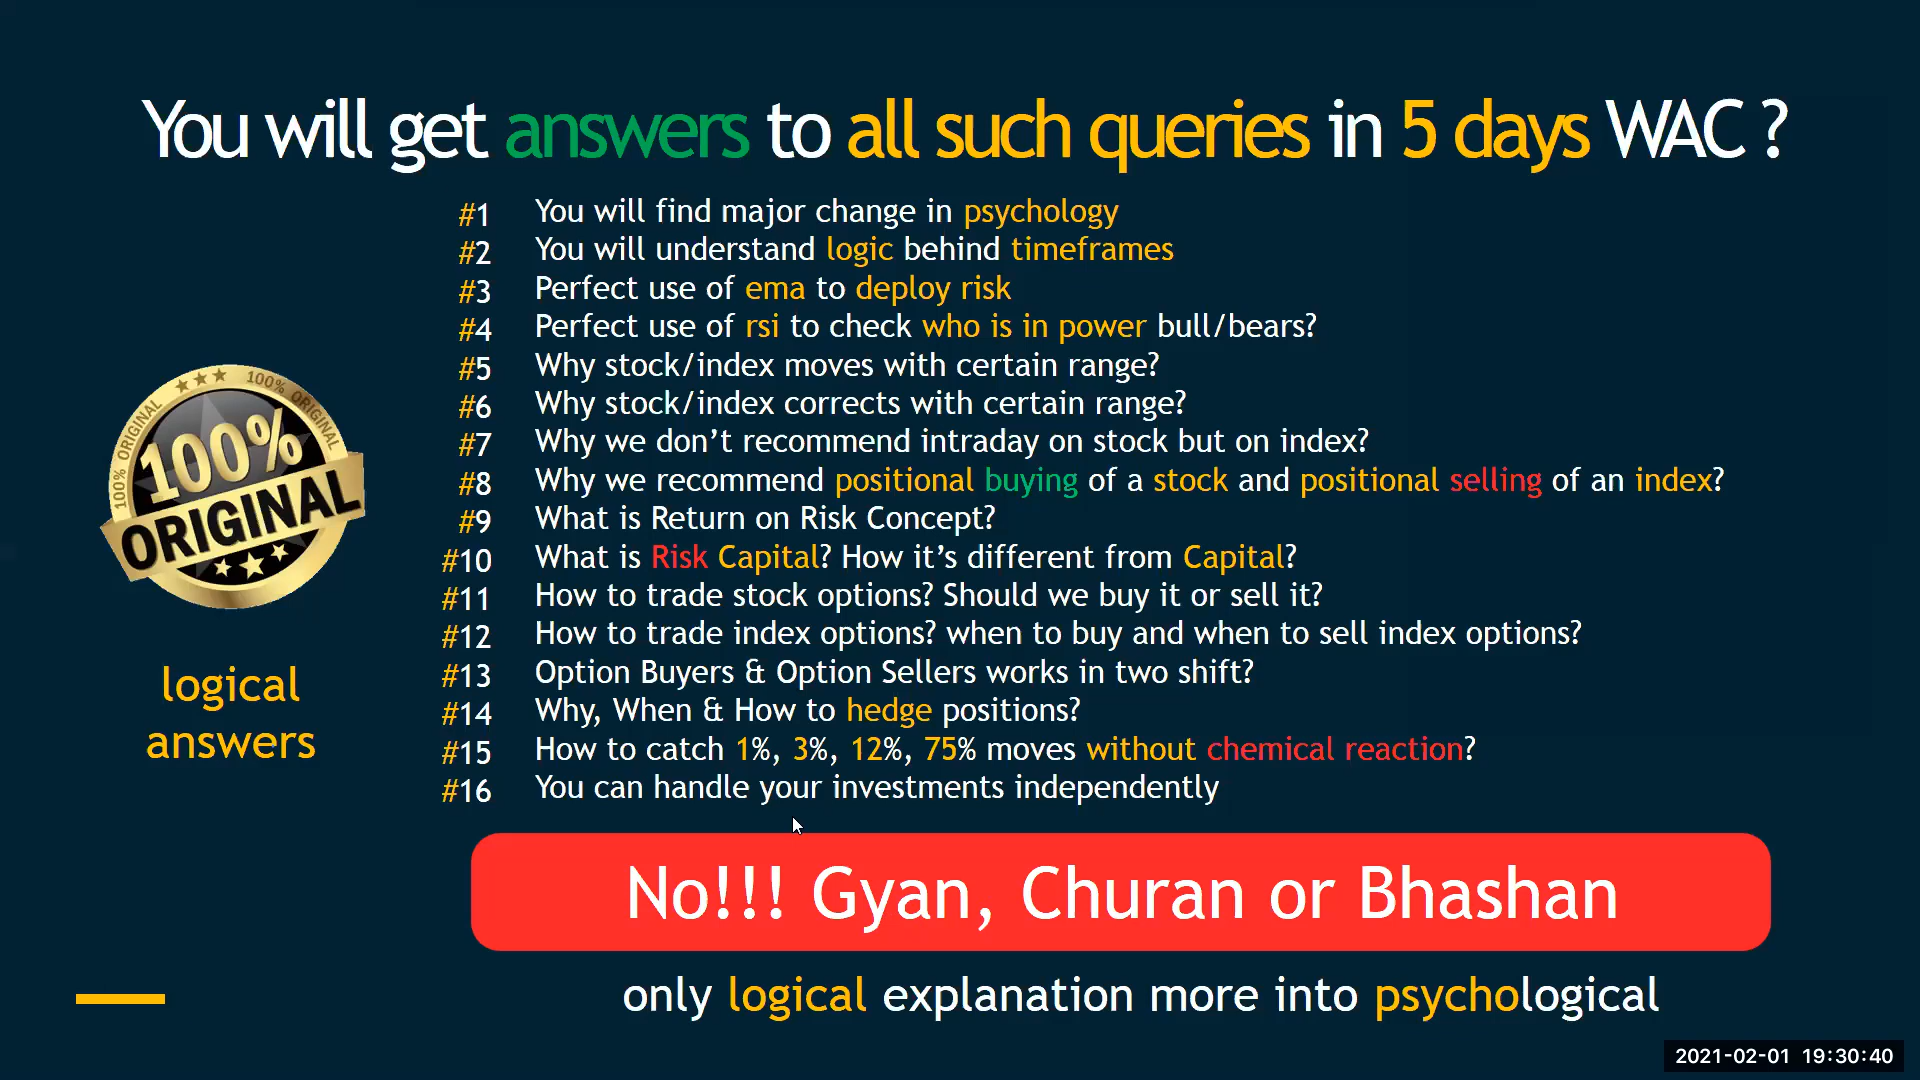 You will get answers to all such queries in 5 days WAC ?
#1 You will find major change in psychology
#2 You will understand logic behind timeframes
#3 Perfect use of ema to deploy risk
#4 Perfect use of rsi to check who is in power bull/bears?
#5 Why stock/index moves with certain range?
#6 Why stock/index corrects with certain range?
#7 Why we don’t recommend intraday on stock but on index?
#8 Why we recommend positional buying of a stock and positional selling of an index?
#9 What is Return on Risk Concept?
#10 What is Risk Capital? How it’s different from Capital?
#11 How to trade stock options? Should we buy it or sell it?
#12 How to trade index options? when to buy and when to sell index options?
#13 Option Buyers & Option Sellers works in two shift?
#14 Why, When & How to hedge positions?
#15 How to catch 1%, 3%, 12%, 75% moves without chemical reaction?
#16 You can handle your investments independently
100% ORIGINAL
100% ORIGINAL
100%
ORIGINAL
logical
answers
No!!! Gyan, Churan or Bhashan
only logical explanation more into psychological
2021-02-01 19:30:40